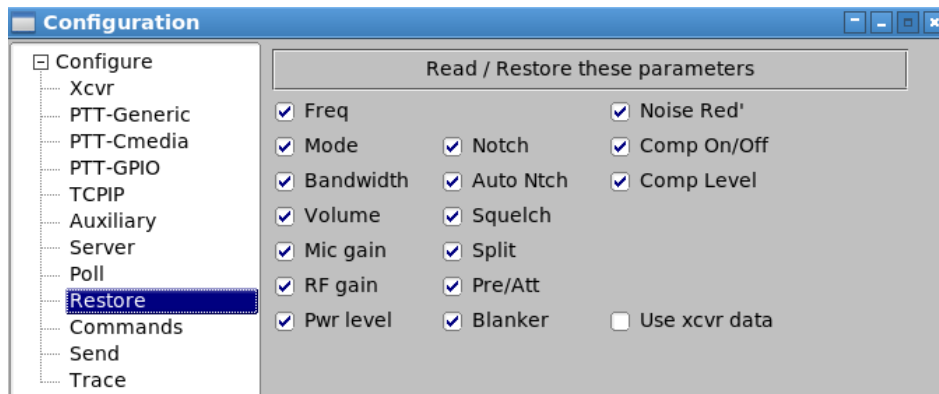 Configuration
Configure
Xcvr
PTT-Generic
PTT-Cmedia
PTT-GPIO
TCPIP
Auxiliary
Server
Poll
Restore
Commands
Send
Trace
Read / Restore these parameters
Freq
Noise Red'
Mode
Notch
Comp On/Off
Bandwidth
Auto Ntch
Comp Level
Volume
Squelch
Mic gain
Split
RF gain
Pre/Att
Pwr level
Blanker
Use xcvr data